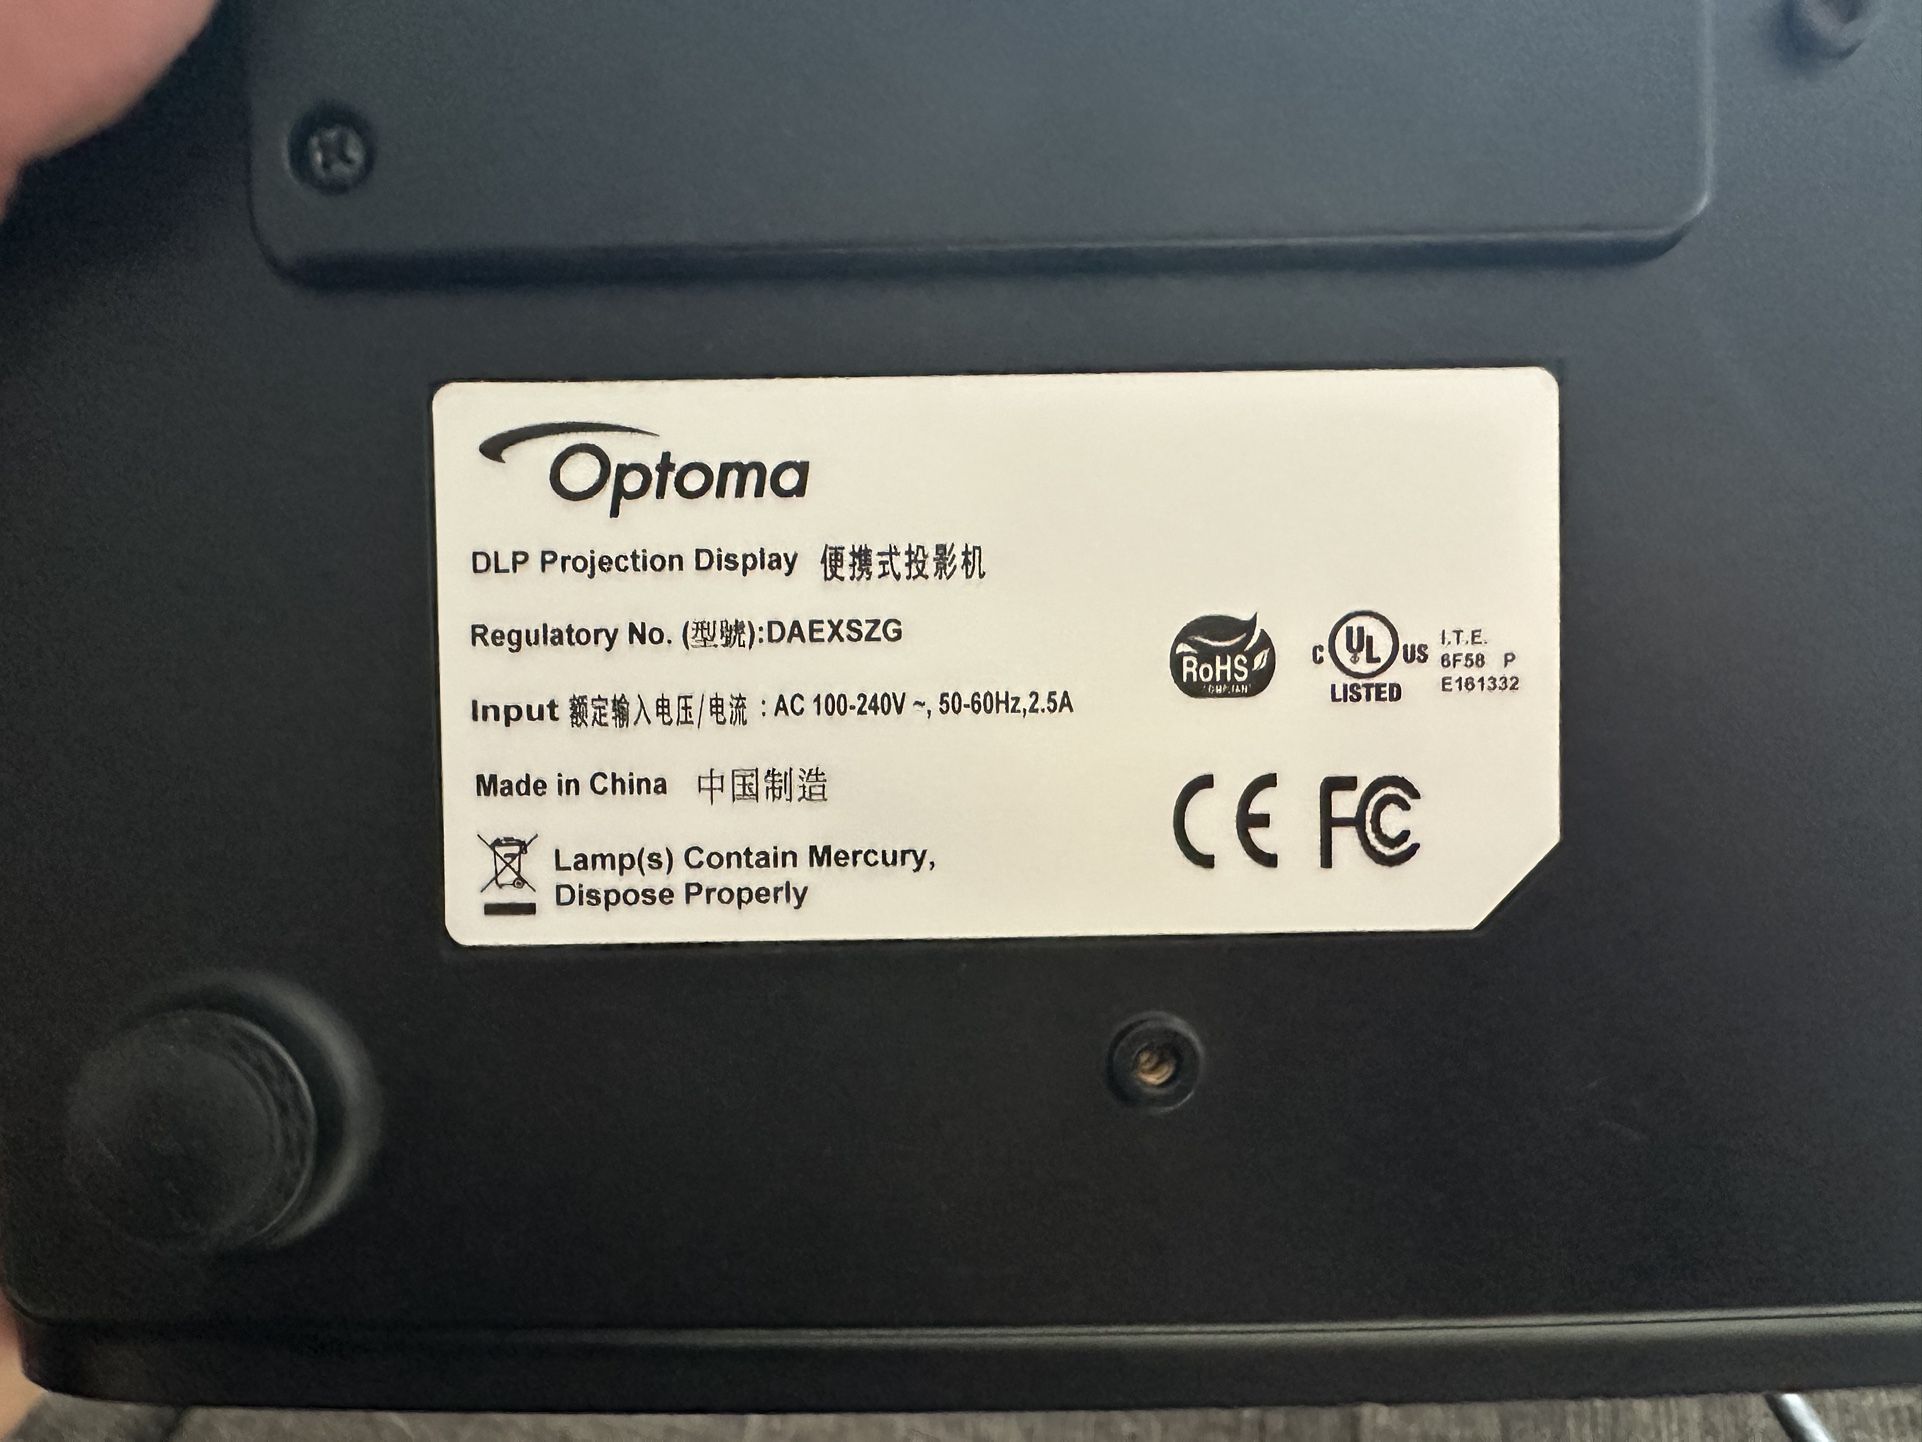 Optoma
DLP Projection Display 便携式投影机
Regulatory No. (型號):DAEXSZG
Input 额定输入电压/电流 : AC 100-240V ~, 50-60Hz,2.5A
Made in China 中国制造
Lamp(s) Contain Mercury,
Dispose Properly
RoHS
COMPLIANT
C UL US
LISTED
I.T.E.
6F58 P
E161332
CE FC